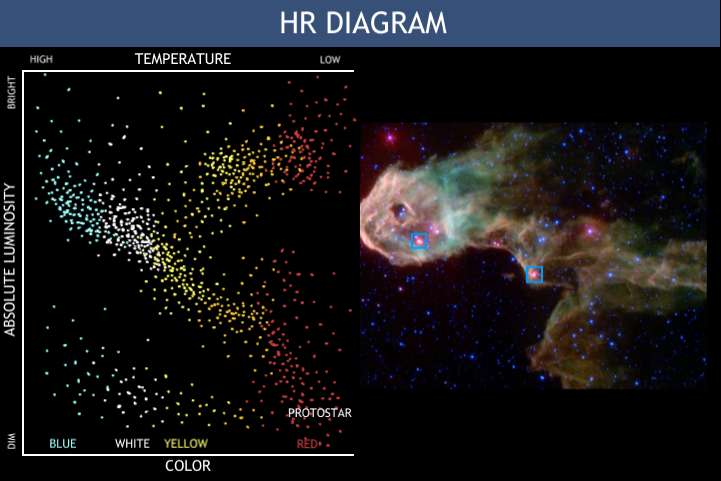 HR DIAGRAM
HIGH
TEMPERATURE
LOW
BRIGHT
ABSOLUTE LUMINOSITY
DIM
PROTOSTAR
BLUE
WHITE
YELLOW
RED
COLOR